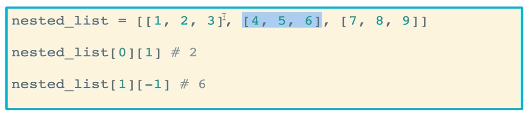 nested_list = [[1, 2, 3], [4, 5, 6], [7, 8, 9]]
nested_list[0][1] # 2
nested_list[1][-1] # 6